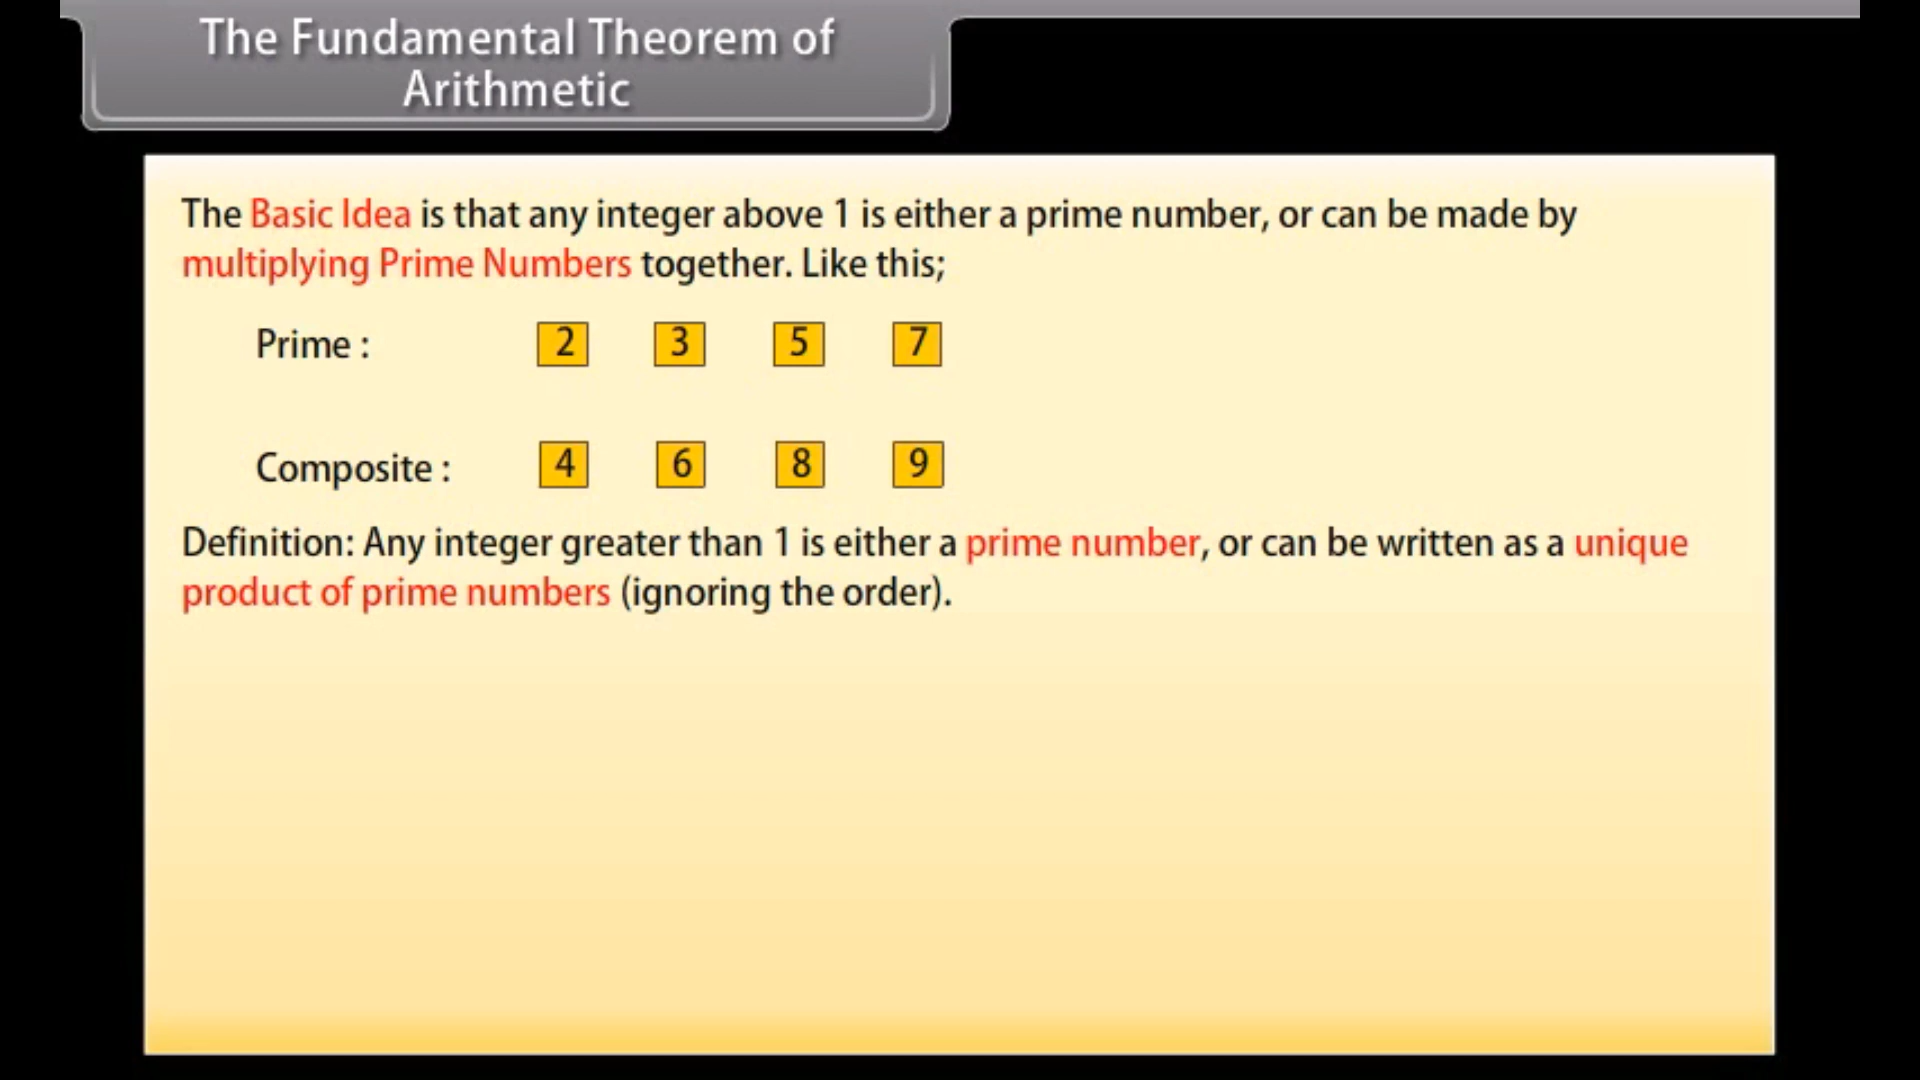 The Fundamental Theorem of
Arithmetic
The Basic Idea is that any integer above 1 is either a prime number, or can be made by
multiplying Prime Numbers together. Like this;
Prime : 2 3 5 7
Composite : 4 6 8 9
Definition: Any integer greater than 1 is either a prime number, or can be written as a unique
product of prime numbers (ignoring the order).